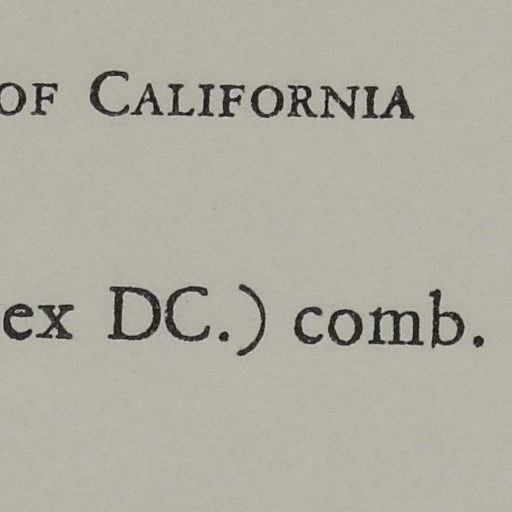 OF CALIFORNIA
ex DC.) comb.